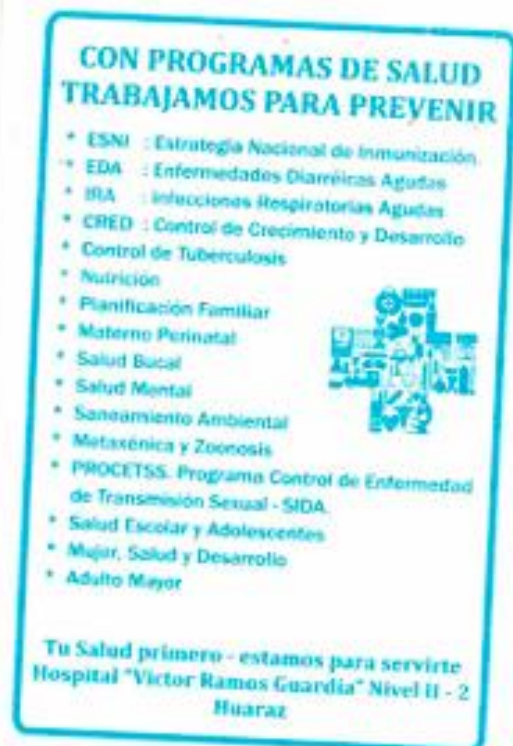 CON PROGRAMAS DE SALUD
TRABAJAMOS PARA PREVENIR
* ESNI : Estrategia Nacional de Inmunización
* EDA : Enfermedades Diarréicas Agudas
* IRA : Infecciones Respiratorias Agudas
* CRED : Control de Crecimiento y Desarrollo
* Control de Tuberculosis
* Nutrición
* Planificación Familiar
* Materno Perinatal
* Salud Bucal
* Salud Mental
* Saneamiento Ambiental
* Metaxénica y Zoonosis
* PROCETSS. Programa Control de Enfermedad
de Transmisión Sexual - SIDA.
* Salud Escolar y Adolescentes
* Mujer, Salud y Desarrollo
* Adulto Mayor
Tu Salud primero - estamos para servirte
Hospital "Víctor Ramos Guardia" Nivel II - 2
Huaraz